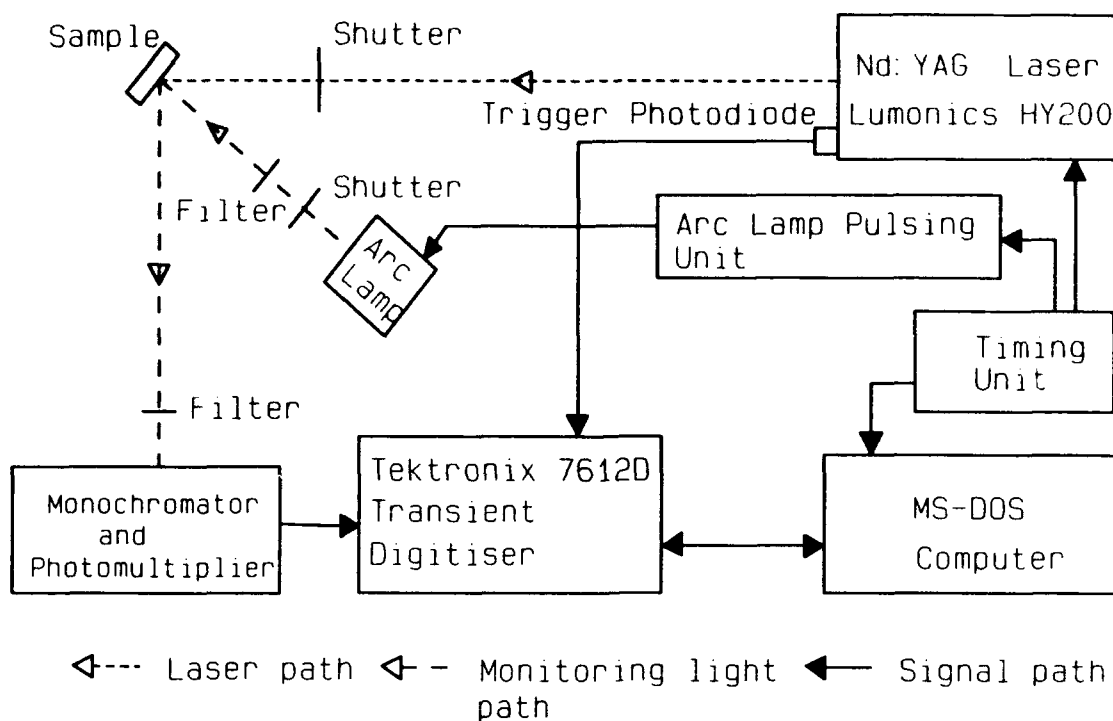 Sample
Shutter
Nd: YAG Laser
Lumonics HY200
Trigger Photodiode
Shutter
Filter
Arc
Lamp
Arc Lamp Pulsing
Unit
Timing
Unit
Filter
Monochromator
and
Photomultiplier
Tektronix 7612D
Transient
Digitiser
MS-DOS
Computer
Laser path
Monitoring light
path
Signal path